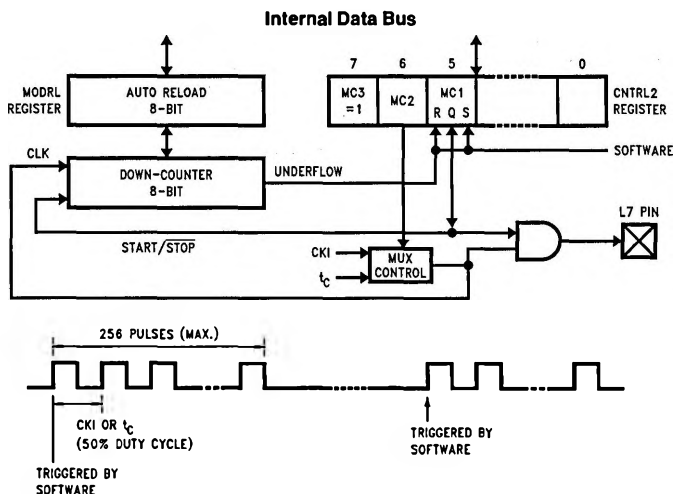 Internal Data Bus
7 6 5 0
MODRL REGISTER
AUTO RELOAD
8-BIT
MC3
=1
MC2
MC1
R Q S
CNTRL2
REGISTER
CLK
DOWN-COUNTER
8-BIT
UNDERFLOW
SOFTWARE
START/STOP
CKI
tC
MUX
CONTROL
L7 PIN
256 PULSES (MAX.)
CKI OR tC
(50% DUTY CYCLE)
TRIGGERED BY
SOFTWARE
TRIGGERED BY
SOFTWARE